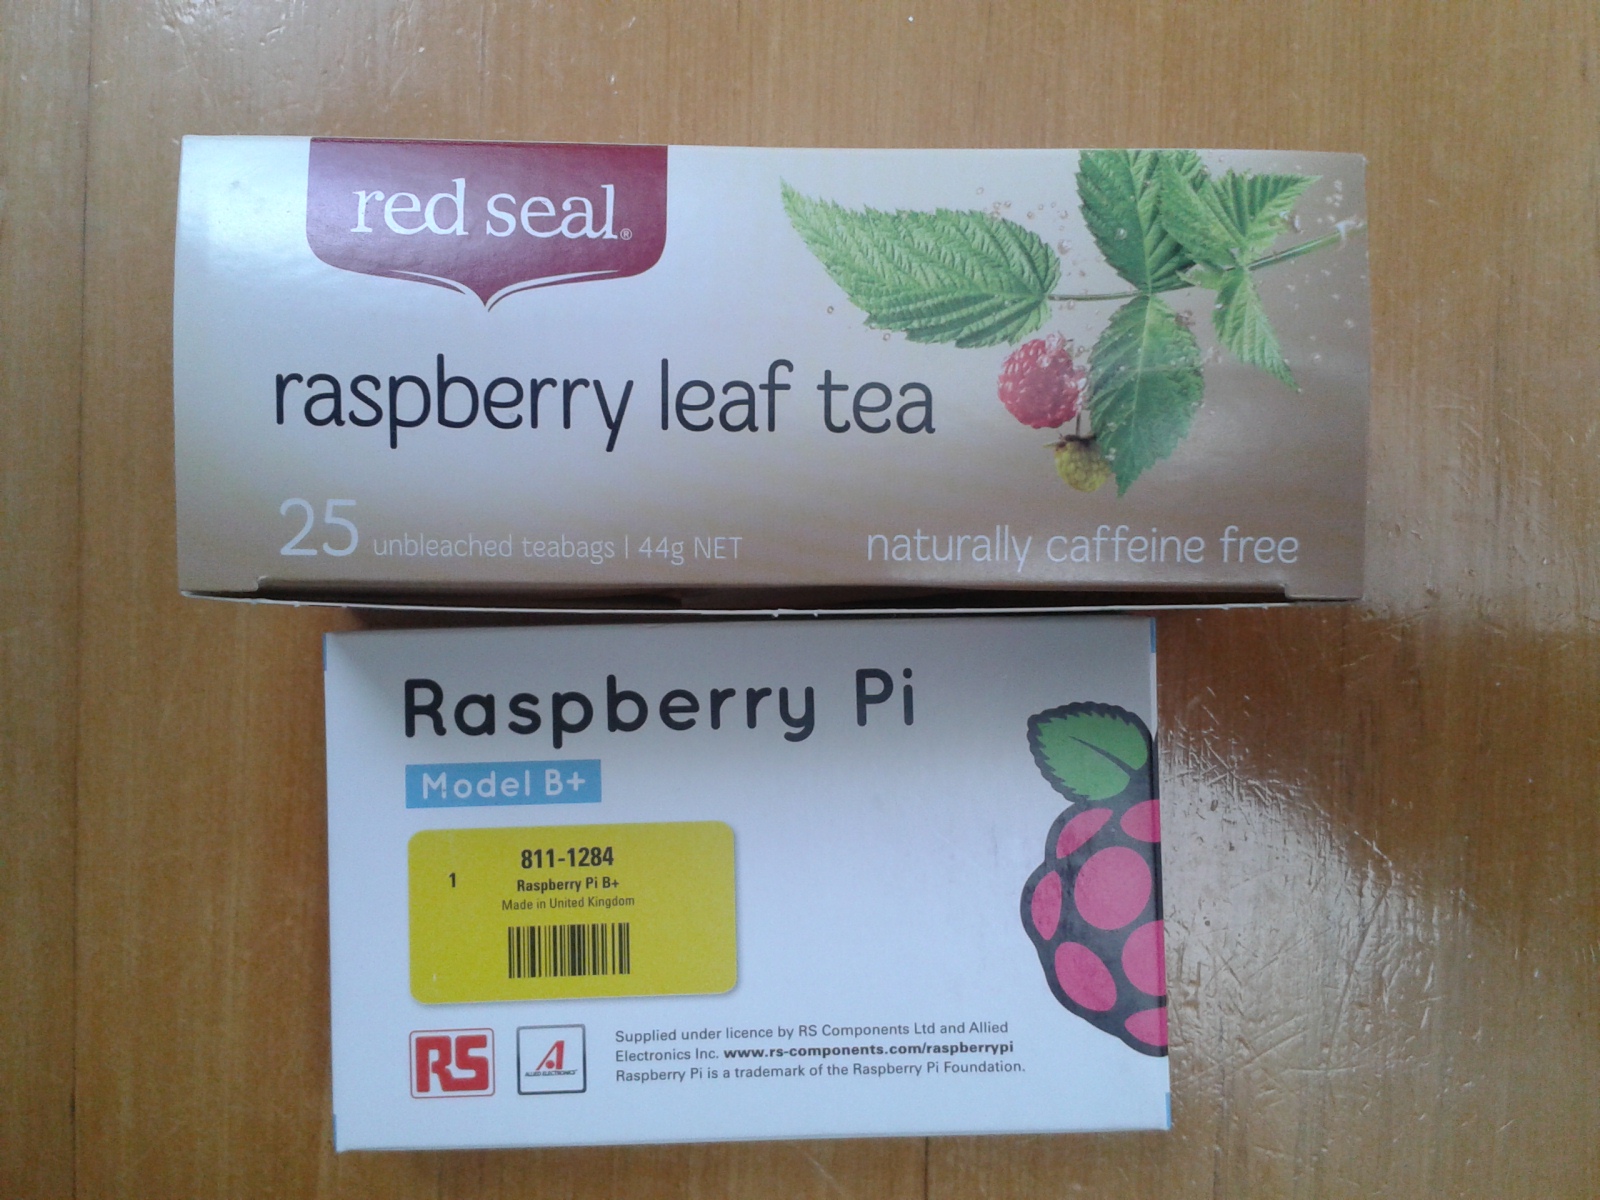 red seal®
raspberry leaf tea
25 unbleached teabags | 44g NET
naturally caffeine free
Raspberry Pi
Model B+
811-1284
1
Raspberry Pi B+
Made in United Kingdom
RS
A
ALLIED ELECTRONICS
Supplied under licence by RS Components Ltd and Allied
Electronics Inc. www.rs-components.com/raspberrypi
Raspberry Pi is a trademark of the Raspberry Pi Foundation.